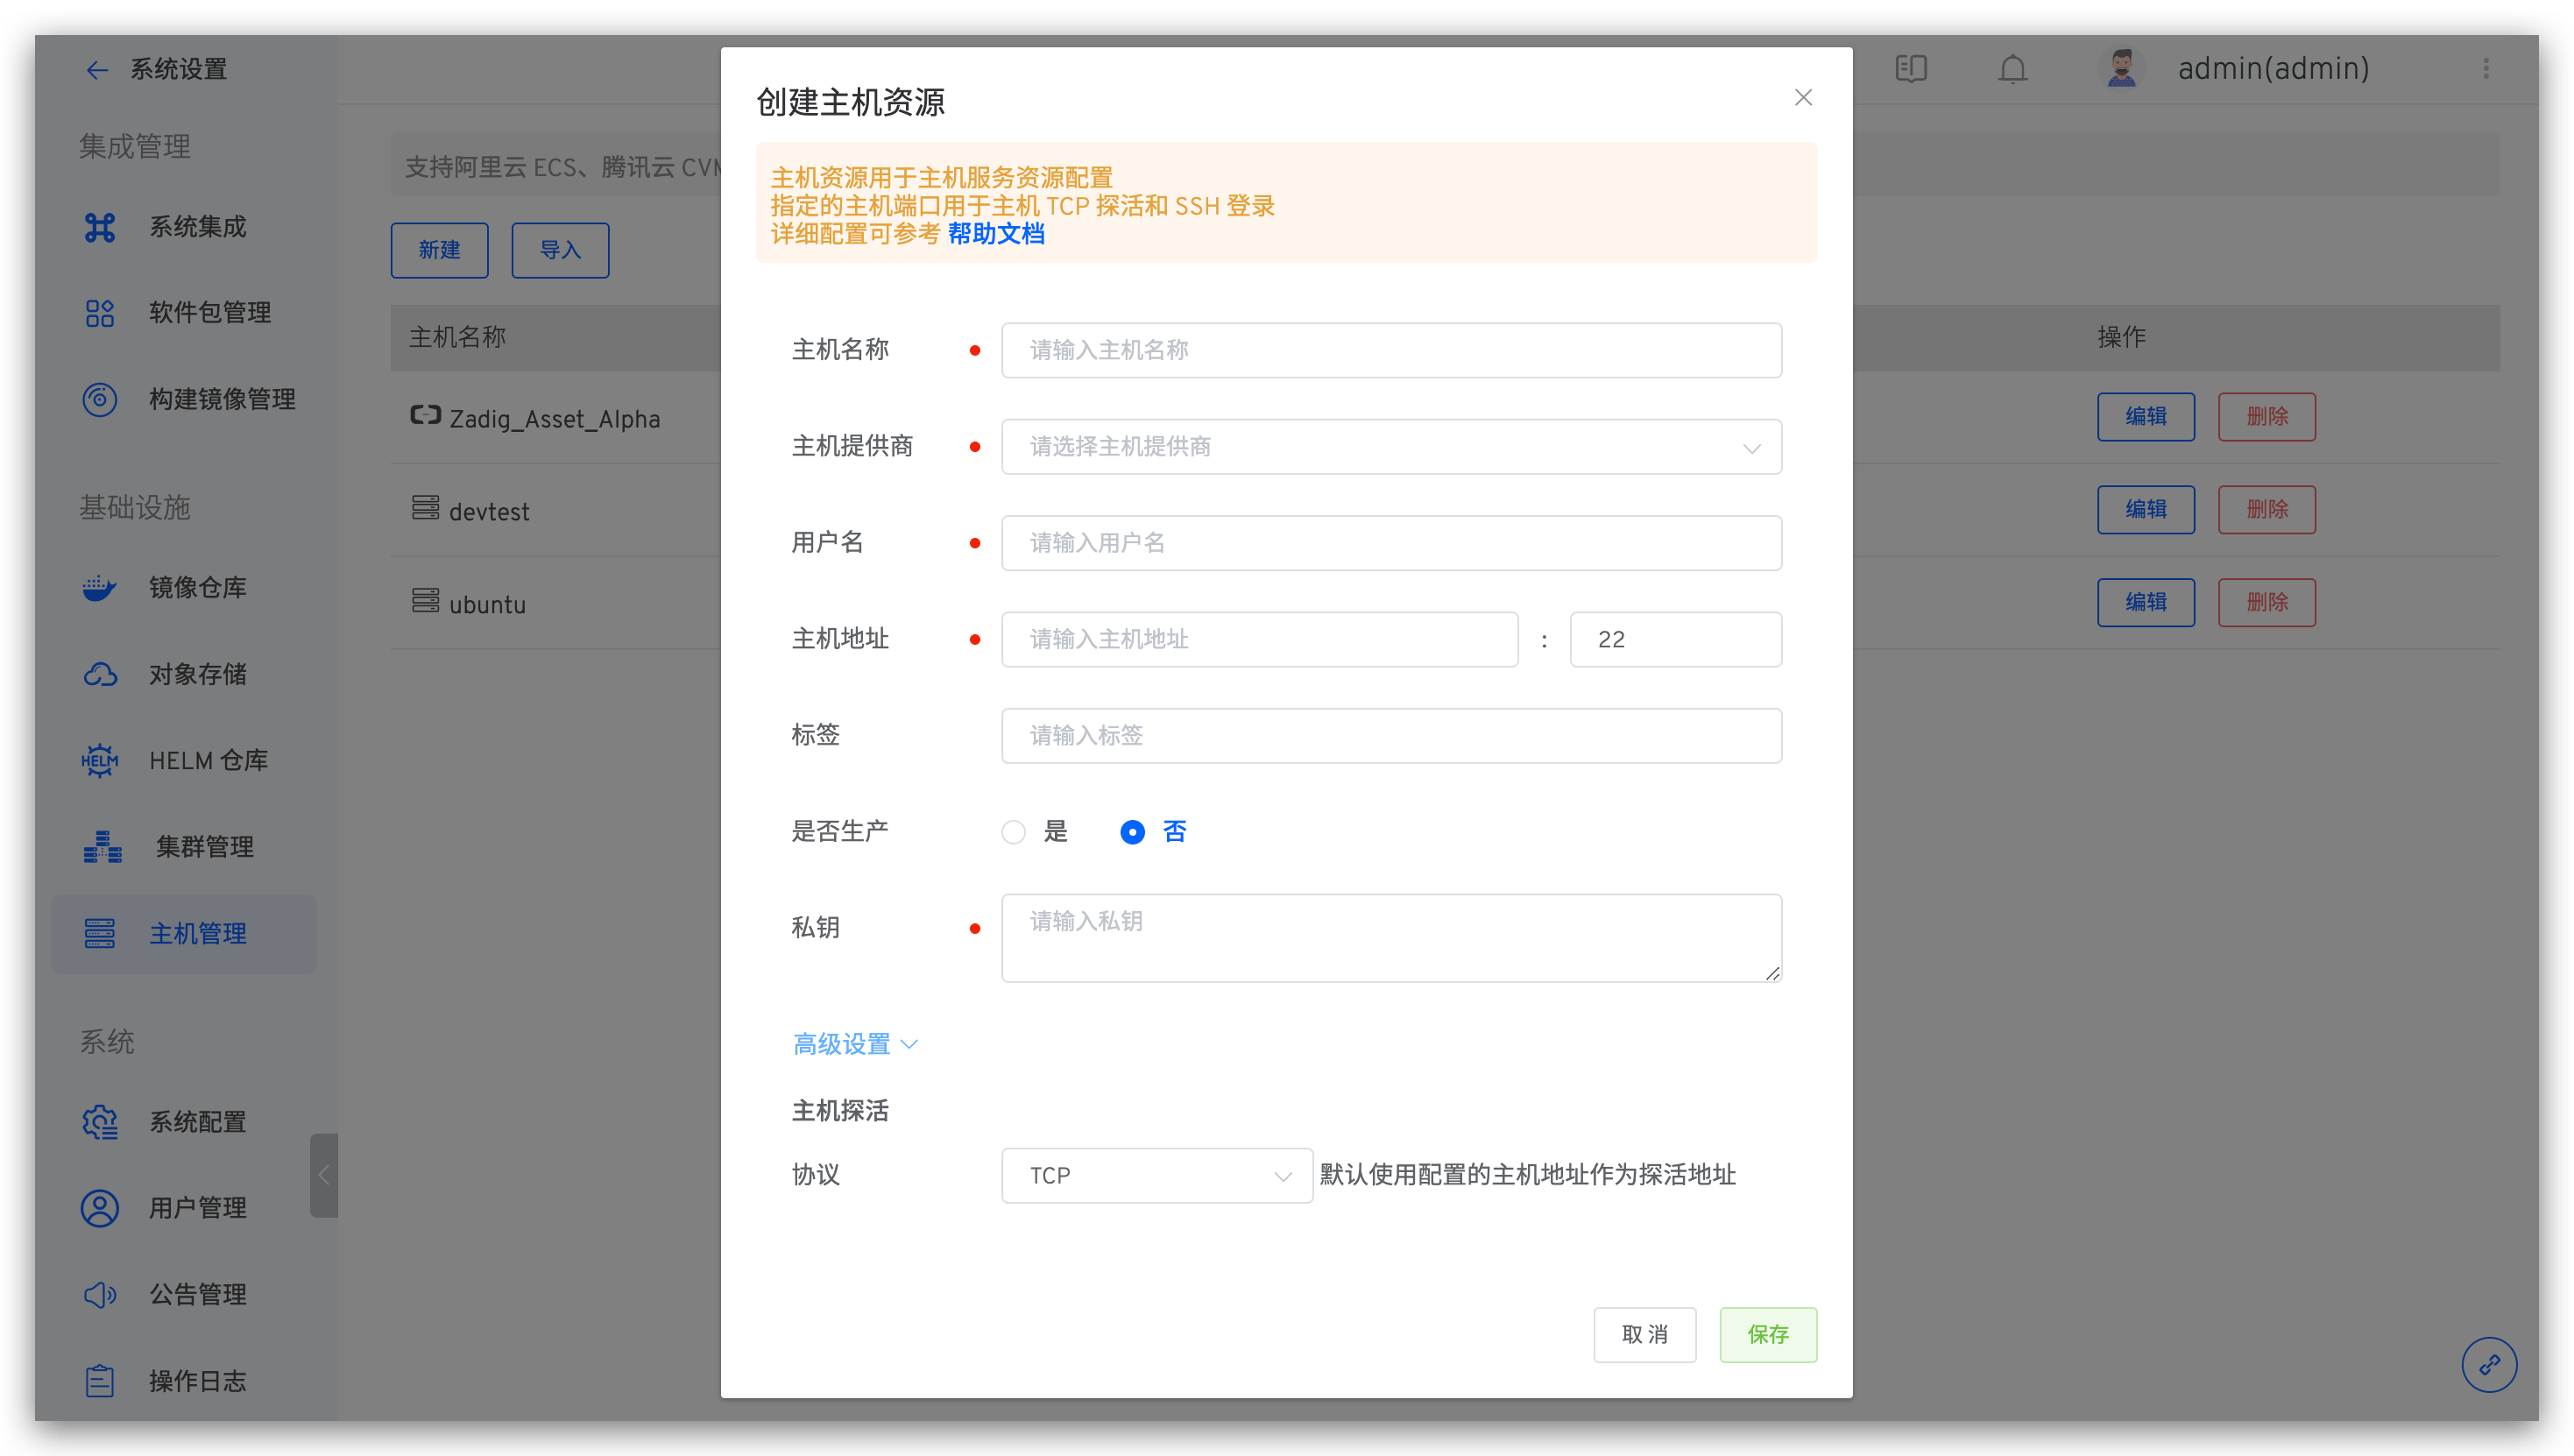 系统设置
集成管理
系统集成
软件包管理
构建镜像管理
基础设施
镜像仓库
对象存储
HELM
HELM 仓库
集群管理
主机管理
系统
系统配置
用户管理
公告管理
操作日志
admin(admin)
支持阿里云 ECS、腾讯云 CVM
新建
导入
主机名称
操作
Zadig_Asset_Alpha
编辑
删除
devtest
编辑
删除
ubuntu
编辑
删除
创建主机资源
主机资源用于主机服务资源配置
指定的主机端口用于主机 TCP 探活和 SSH 登录
详细配置可参考 帮助文档
主机名称 请输入主机名称
主机提供商 请选择主机提供商
用户名 请输入用户名
主机地址 请输入主机地址 : 22
标签 请输入标签
是否生产 是 否
私钥 请输入私钥
高级设置
主机探活
协议 TCP 默认使用配置的主机地址作为探活地址
取 消
保存